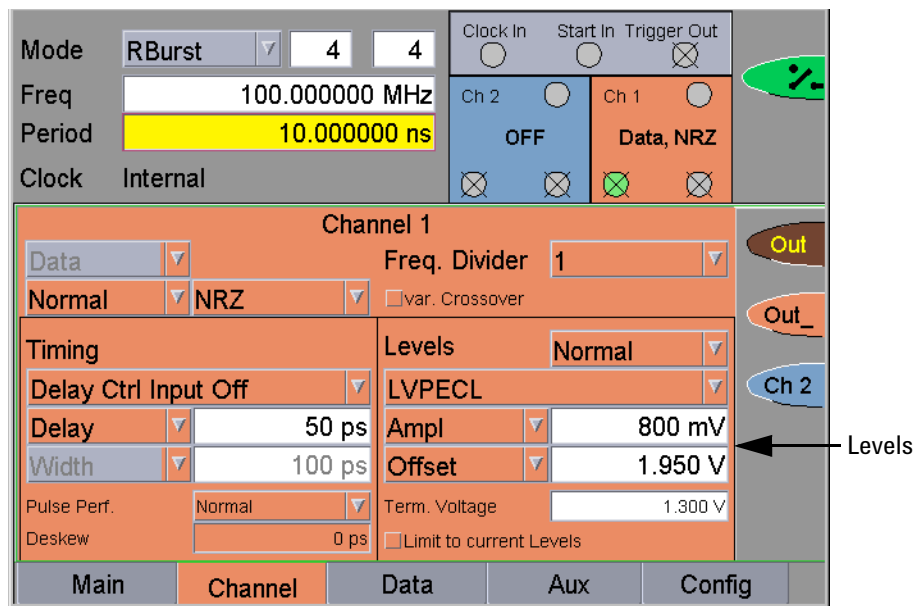 Mode RBurst 4 4
Freq 100.000000 MHz
Period 10.000000 ns
Clock Internal
Clock In Start In Trigger Out
Ch 2 Ch 1
OFF Data, NRZ
Channel 1
Data Freq. Divider 1
Normal NRZ var. Crossover
Timing
Delay Ctrl Input Off
Delay 50 ps
Width 100 ps
Pulse Perf. Normal
Deskew 0 ps
Levels Normal
LVPECL
Ampl 800 mV
Offset 1.950 V
Term. Voltage 1.300 V
Limit to current Levels
Out
Out_
Ch 2
Levels
Main Channel Data Aux Config